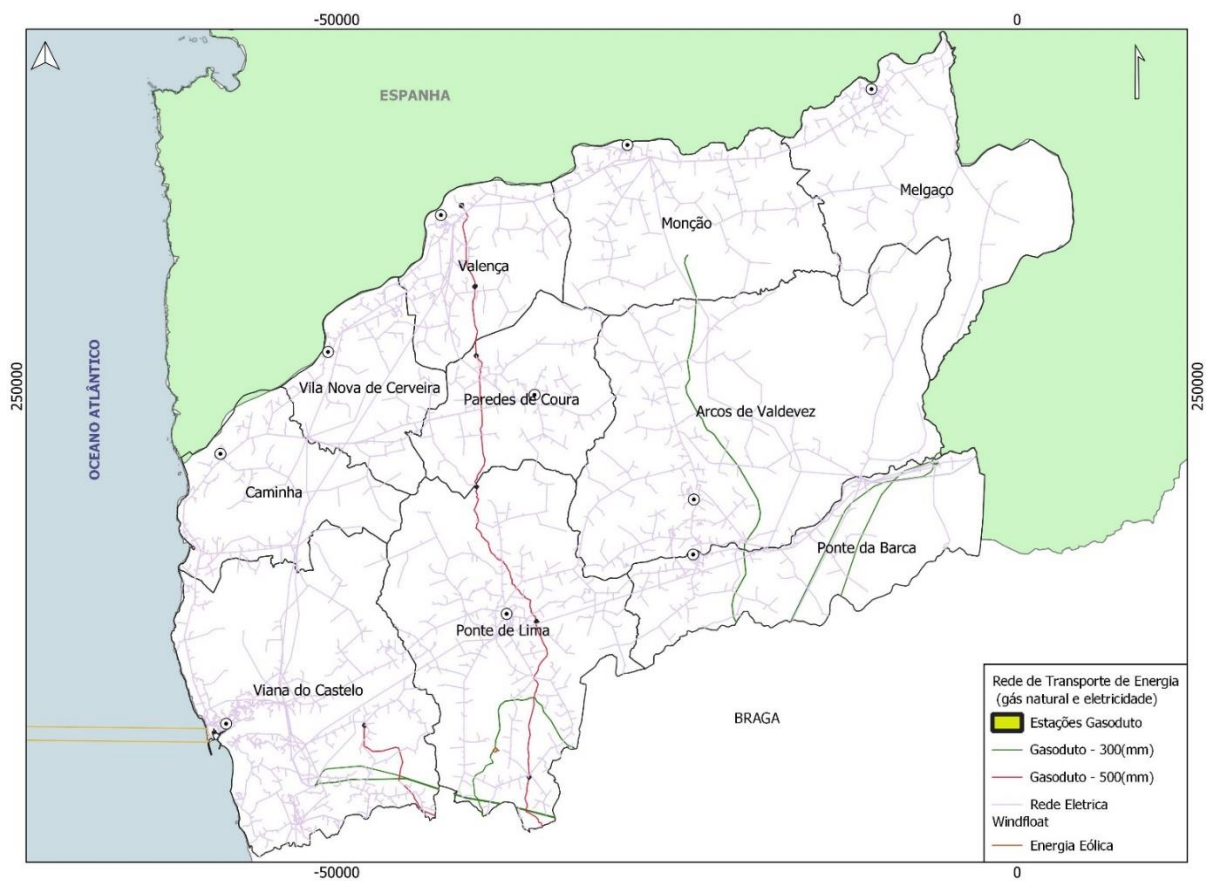 -50000
0
ESPANHA
Melgaço
Monção
Valença
OCEANO ATLÂNTICO
250000
250000
Vila Nova de Cerveira
Paredes de Coura
Arcos de Valdevez
Caminha
Ponte da Barca
Ponte de Lima
Viana do Castelo
BRAGA
Rede de Transporte de Energia
(gás natural e eletricidade)
Estações Gasoduto
Gasoduto - 300(mm)
Gasoduto - 500(mm)
Rede Eletrica
Windfloat
Energia Eólica
-50000
0